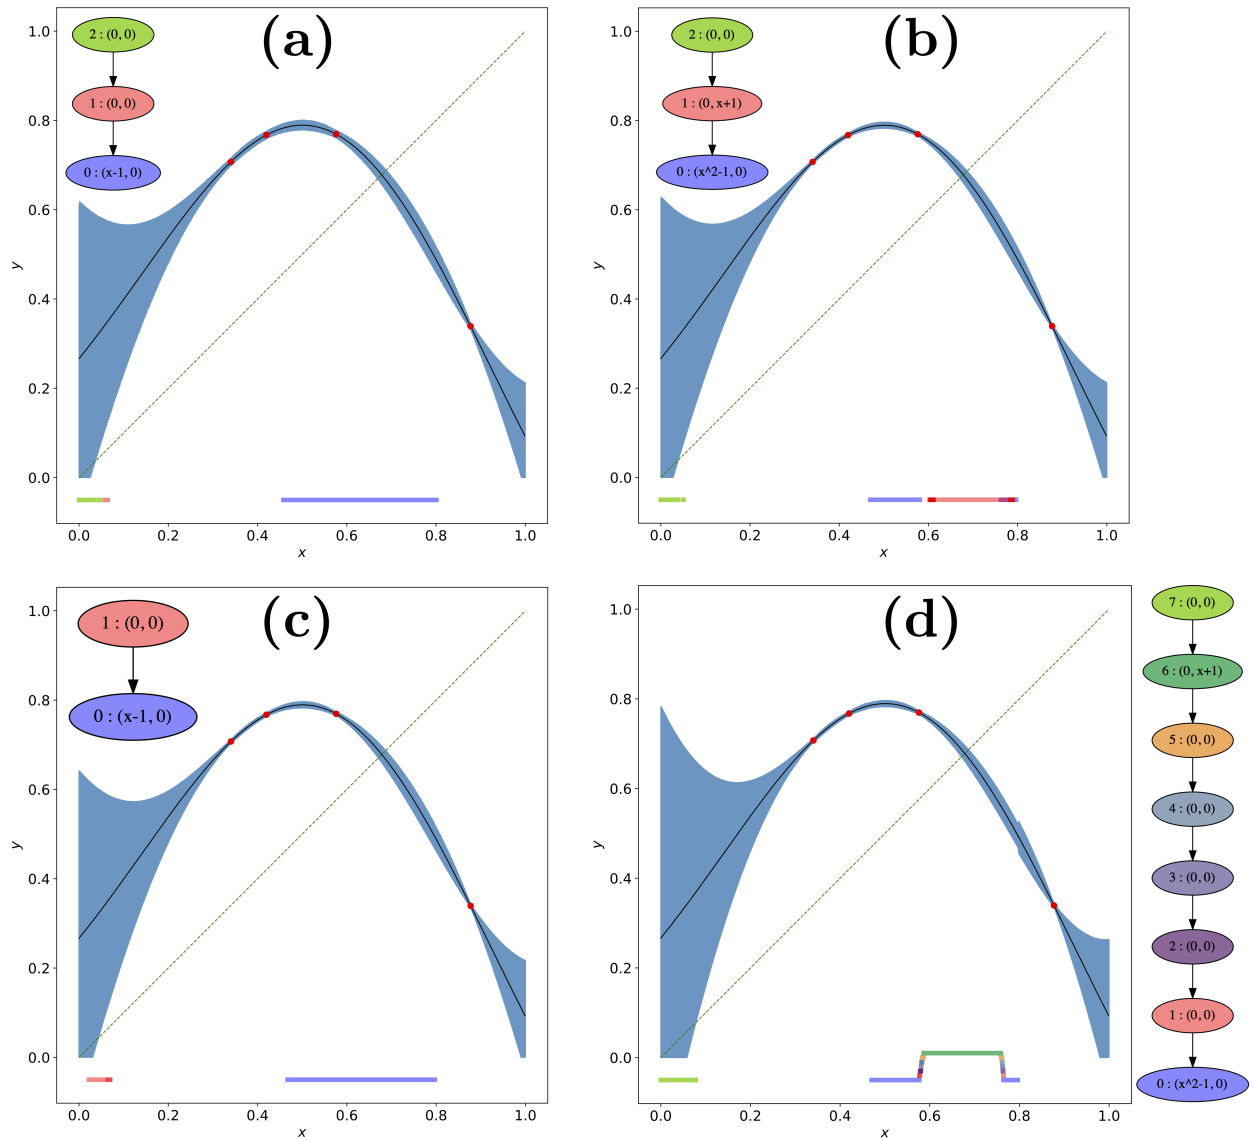 (a)
2 : (0, 0)
1 : (0, 0)
0 : (x-1, 0)
1.0
0.8
0.6
0.4
0.2
0.0
y
0.0 0.2 0.4 0.6 0.8 1.0
x
(b)
2 : (0, 0)
1 : (0, x+1)
0 : (x^2-1, 0)
1.0
0.8
0.6
0.4
0.2
0.0
y
0.0 0.2 0.4 0.6 0.8 1.0
x
(c)
1 : (0, 0)
0 : (x-1, 0)
1.0
0.8
0.6
0.4
0.2
0.0
y
0.0 0.2 0.4 0.6 0.8 1.0
x
(d)
1.0
0.8
0.6
0.4
0.2
0.0
y
0.0 0.2 0.4 0.6 0.8 1.0
x
7 : (0, 0)
6 : (0, x+1)
5 : (0, 0)
4 : (0, 0)
3 : (0, 0)
2 : (0, 0)
1 : (0, 0)
0 : (x^2-1, 0)